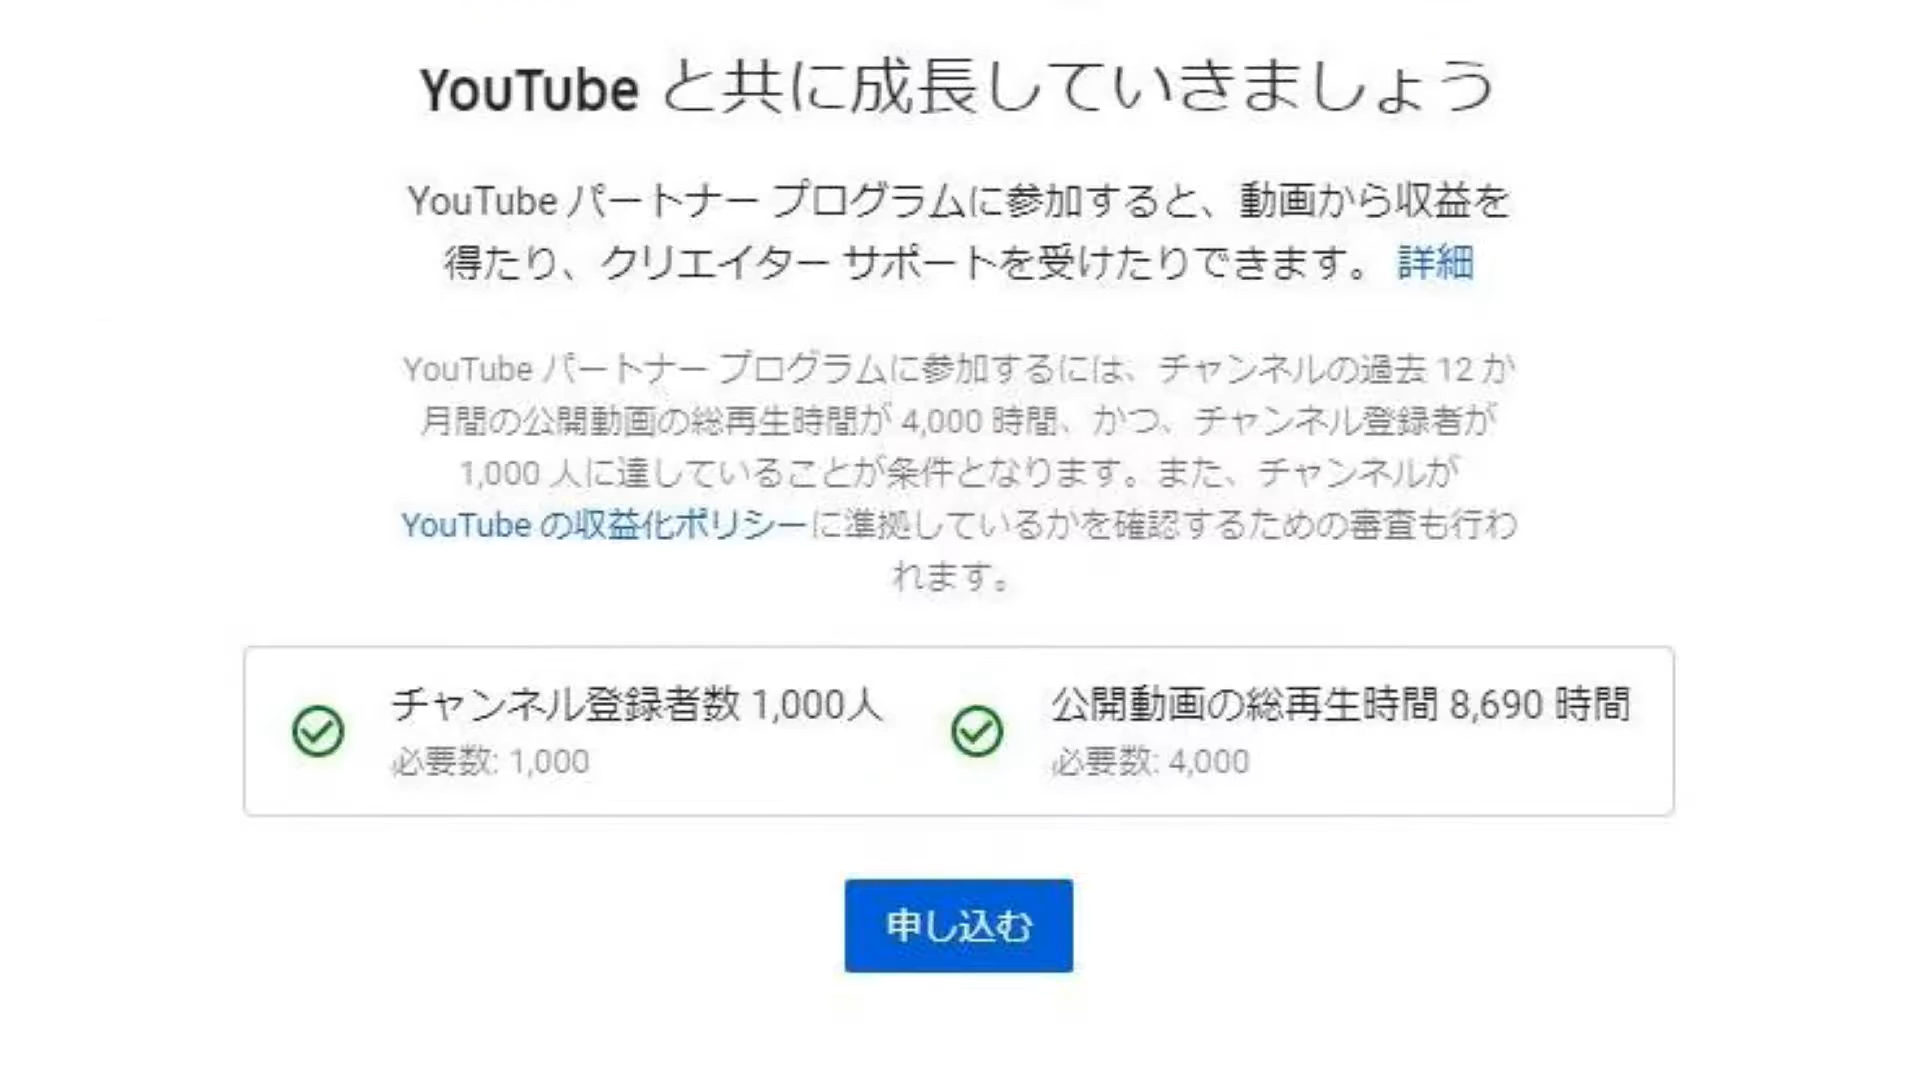 YouTube と共に成長していきましょう
YouTube パートナー プログラムに参加すると、動画から収益を
得たり、クリエイター サポートを受けたりできます。 詳細
YouTube パートナー プログラムに参加するには、チャンネルの過去 12 か
月間の公開動画の総再生時間が 4,000 時間、かつ、チャンネル登録者が
1,000 人に達していることが条件となります。また、チャンネルが
YouTube の収益化ポリシーに準拠しているかを確認するための審査も行わ
れます。
チャンネル登録者数 1,000人
必要数: 1,000
公開動画の総再生時間 8,690 時間
必要数: 4,000
申し込む